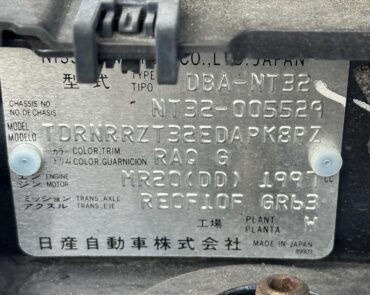 CO., LTD. JAPAN
型式 TYPE TIPO DBA-NT32
CHASSIS NO. CHASIS NO. NT32-005529
MODEL MODELO TDRNRRZT32EDAPK8PZ
カラー COLOR, TRIM トリム COLOR, GUARNICION RAQ G
エンジン ENGINE MOTOR MR20(DD) 1997 cc
ミッション TRANS., AXLE アクスル TRANS., EJE RE0F10F GR63
工場 PLANT PLANTA W
日産自動車株式会社 MADE IN JAPAN